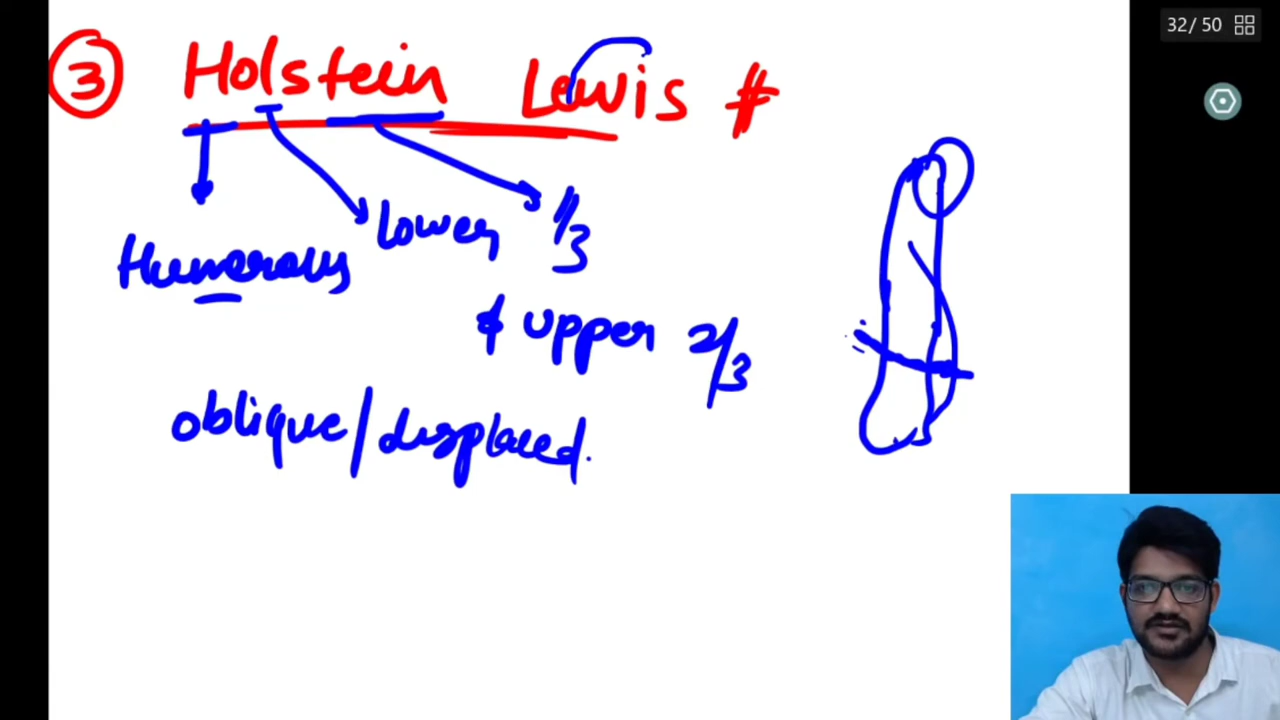 32/ 50
③ Holstein Lewis #
Humerous
Lower 1/3
& upper 2/3
oblique/displaced.